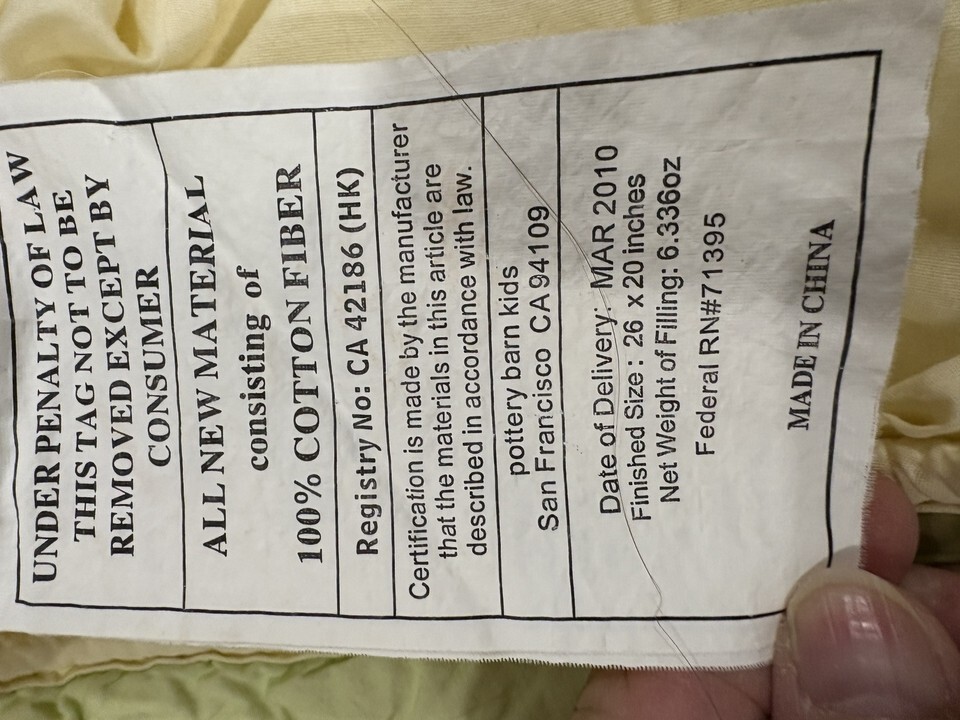 UNDER PENALTY OF LAW
THIS TAG NOT TO BE
REMOVED EXCEPT BY
CONSUMER
ALL NEW MATERIAL
consisting of
100% COTTON FIBER
Registry No: CA 42186 (HK)
Certification is made by the manufacturer
that the materials in this article are
described in accordance with law.
pottery barn kids
San Francisco CA94109
Date of Delivery: MAR 2010
Finished Size : 26 x 20 inches
Net Weight of Filling: 6.336oz
Federal RN#71395
MADE IN CHINA